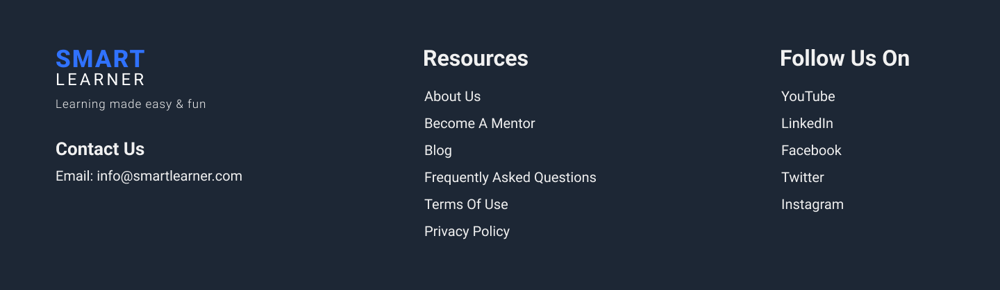 SMART
LEARNER
Learning made easy & fun
Contact Us
Email: info@smartlearner.com
Resources
About Us
Become A Mentor
Blog
Frequently Asked Questions
Terms Of Use
Privacy Policy
Follow Us On
YouTube
LinkedIn
Facebook
Twitter
Instagram